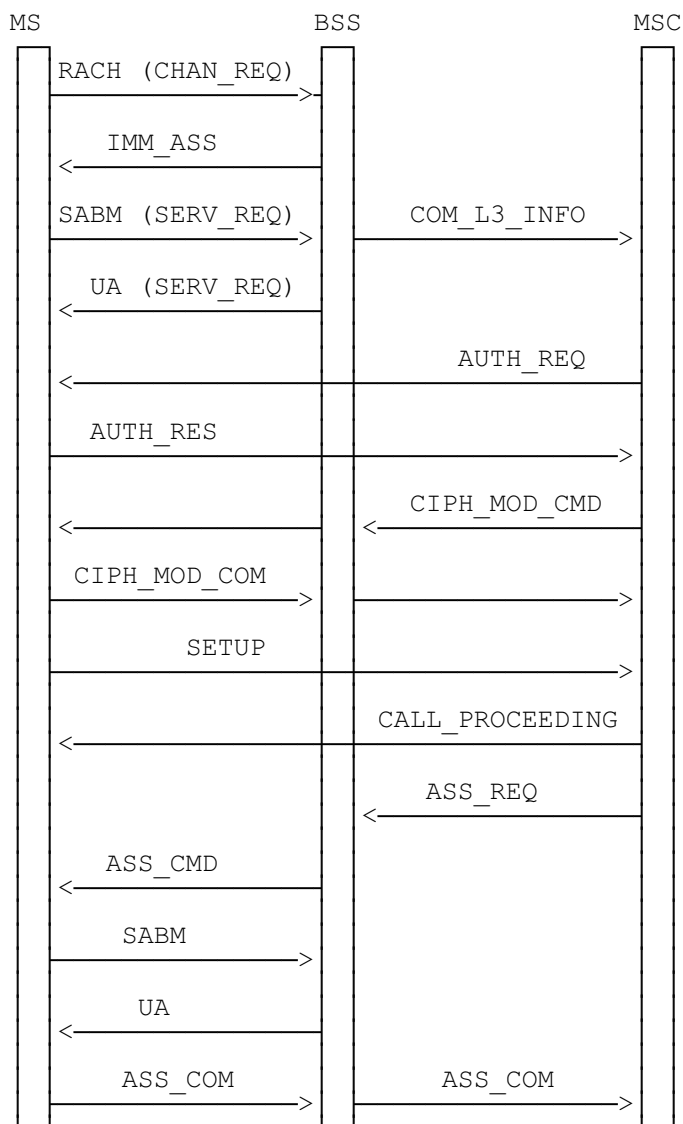 MS BSS MSC
RACH (CHAN_REQ)
IMM_ASS
SABM (SERV_REQ) COM_L3_INFO
UA (SERV_REQ)
AUTH_REQ
AUTH_RES
CIPH_MOD_CMD
CIPH_MOD_COM
SETUP
CALL_PROCEEDING
ASS_REQ
ASS_CMD
SABM
UA
ASS_COM ASS_COM